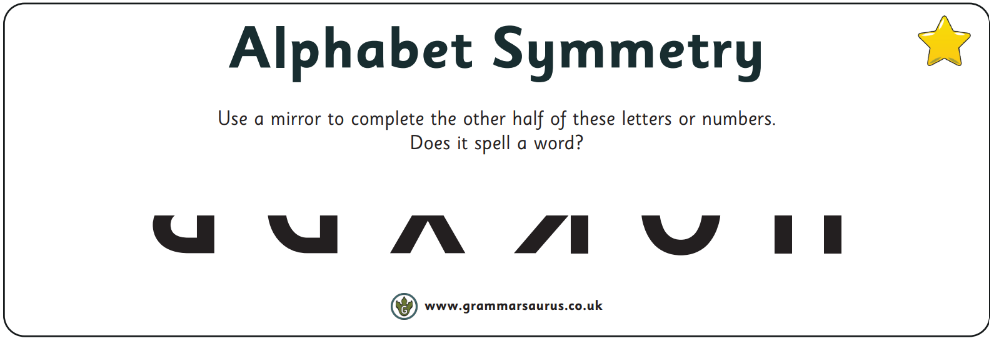 Alphabet Symmetry
Use a mirror to complete the other half of these letters or numbers.
Does it spell a word?
www.grammarsaurus.co.uk